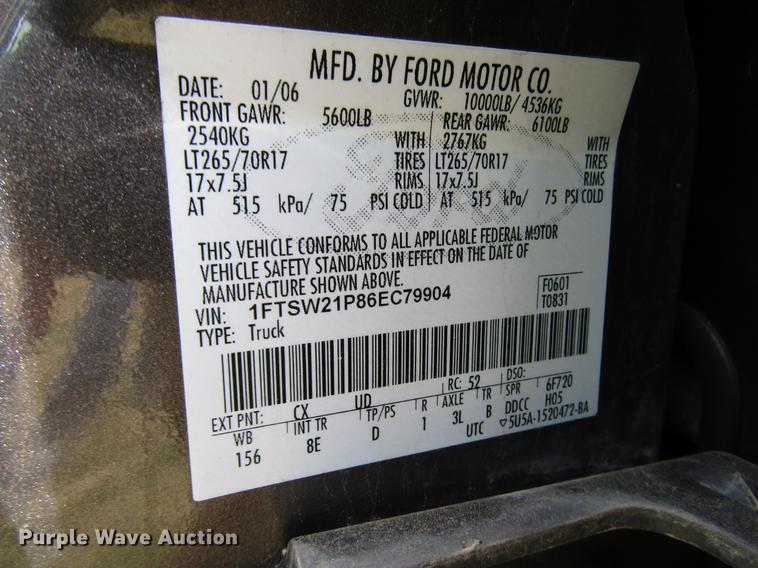 MFD. BY FORD MOTOR CO.
DATE: 01/06 GVWR: 10000LB/ 4536KG
FRONT GAWR: 5600LB REAR GAWR: 6100LB
2540KG WITH 2767KG WITH
LT265/70R17 TIRES LT265/70R17 TIRES
17x7.5J RIMS 17x7.5J RIMS
AT 515 kPa/ 75 PSI COLD AT 515 kPa/ 75 PSI COLD
THIS VEHICLE CONFORMS TO ALL APPLICABLE FEDERAL MOTOR
VEHICLE SAFETY STANDARDS IN EFFECT ON THE DATE OF
MANUFACTURE SHOWN ABOVE.
VIN: 1FTSW21P86EC79904 F0601
TYPE: Truck T0831
EXT PNT: CX UD RC: 52 DSO:
WB INT TR TP/PS R AXLE TR SPR 6F720
156 8E D 1 3L B DDCC H05
UTC ▽5U5A-1520472-BA
Purple Wave Auction